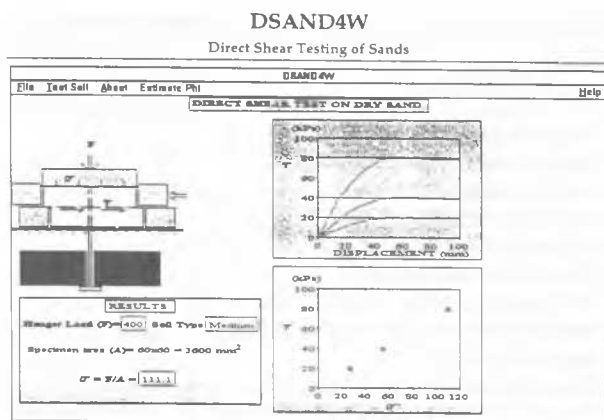 DSAND4W
Direct Shear Testing of Sands
DSAND4W
File Test Soil About Estimate Phi Help
DIRECT SHEAR TEST ON DRY SAND
(kPa)
100
80
60
40
20
0
0 20 40 60 80 100
DISPLACEMENT (mm)
F
σ
τ
RESULTS
Hanger Load (F)= 400 Soil Type Medium
Specimen area (A)= 60x60 = 3600 mm²
σ = F/A = 111.1
(kPa)
100
80
60
40
20
0
0 20 40 60 80 100 120
σ